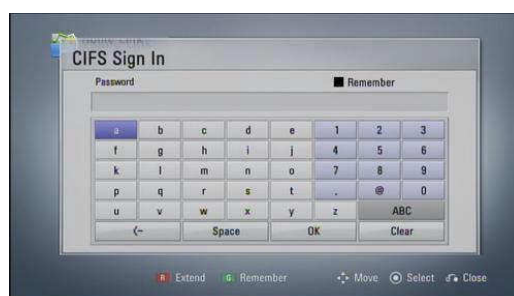 CIFS Sign In
Password Remember
a b c d e 1 2 3
f g h i j 4 5 6
k l m n o 7 8 9
p q r s t . @ 0
u v w x y z ABC
(- Space OK Clear
R Extend G Remember Move Select Close